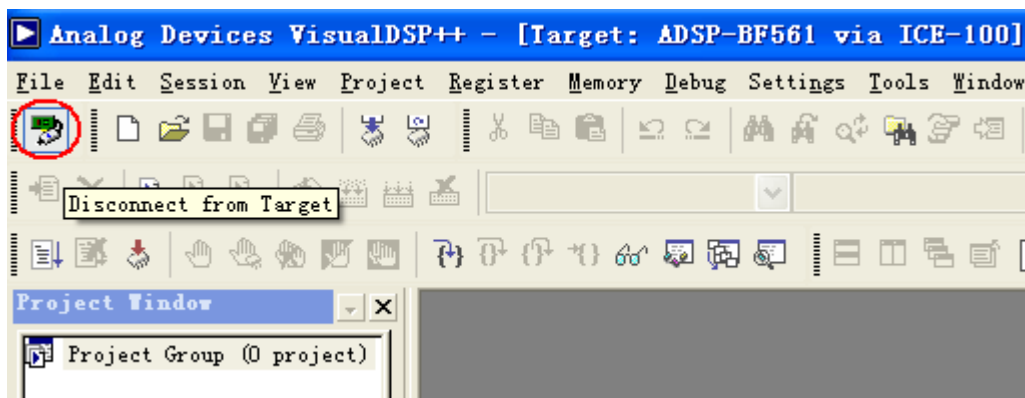 Analog Devices VisualDSP++ - [Target: ADSP-BF561 via ICE-100]
File Edit Session View Project Register Memory Debug Settings Tools Window
Disconnect from Target
Project Window
Project Group (0 project)